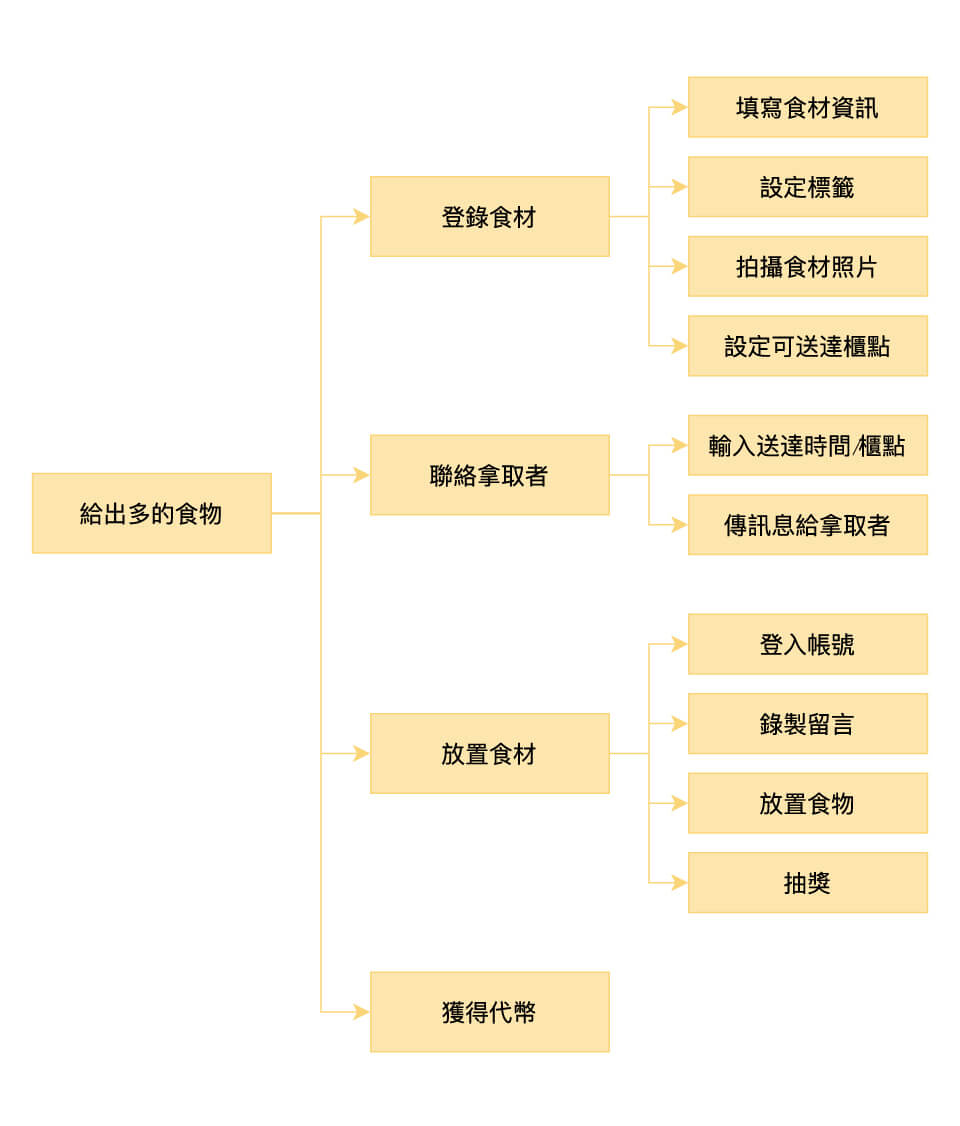 給出多的食物
登錄食材
填寫食材資訊
設定標籤
拍攝食材照片
設定可送達櫃點
聯絡拿取者
輸入送達時間/櫃點
傳訊息給拿取者
放置食材
登入帳號
錄製留言
放置食物
抽獎
獲得代幣